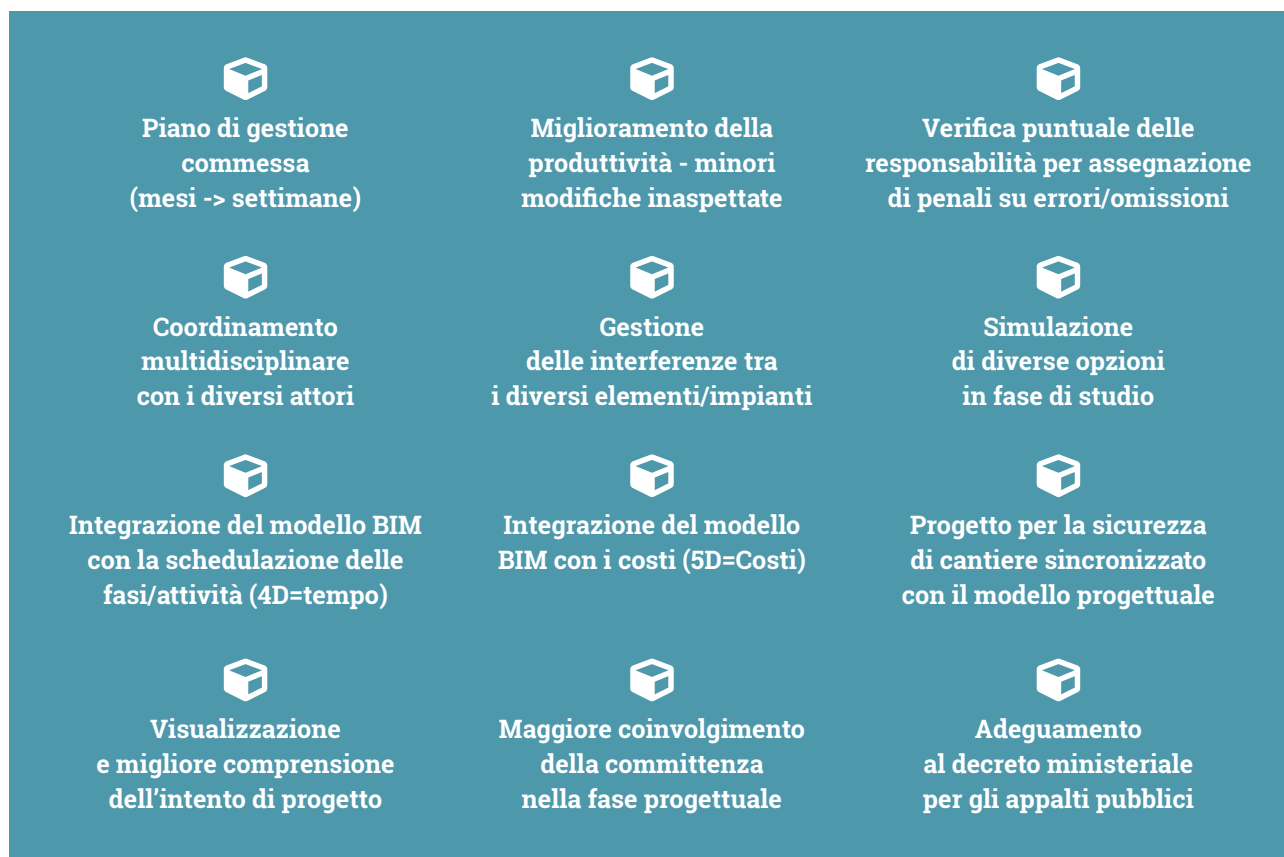 Piano di gestione
commessa
(mesi -> settimane)
Miglioramento della
produttività - minori
modifiche inaspettate
Verifica puntuale delle
responsabilità per assegnazione
di penali su errori/omissioni
Coordinamento
multidisciplinare
con i diversi attori
Gestione
delle interferenze tra
i diversi elementi/impianti
Simulazione
di diverse opzioni
in fase di studio
Integrazione del modello BIM
con la schedulazione delle
fasi/attività (4D=tempo)
Integrazione del modello
BIM con i costi (5D=Costi)
Progetto per la sicurezza
di cantiere sincronizzato
con il modello progettuale
Visualizzazione
e migliore comprensione
dell’intento di progetto
Maggiore coinvolgimento
della committenza
nella fase progettuale
Adeguamento
al decreto ministeriale
per gli appalti pubblici